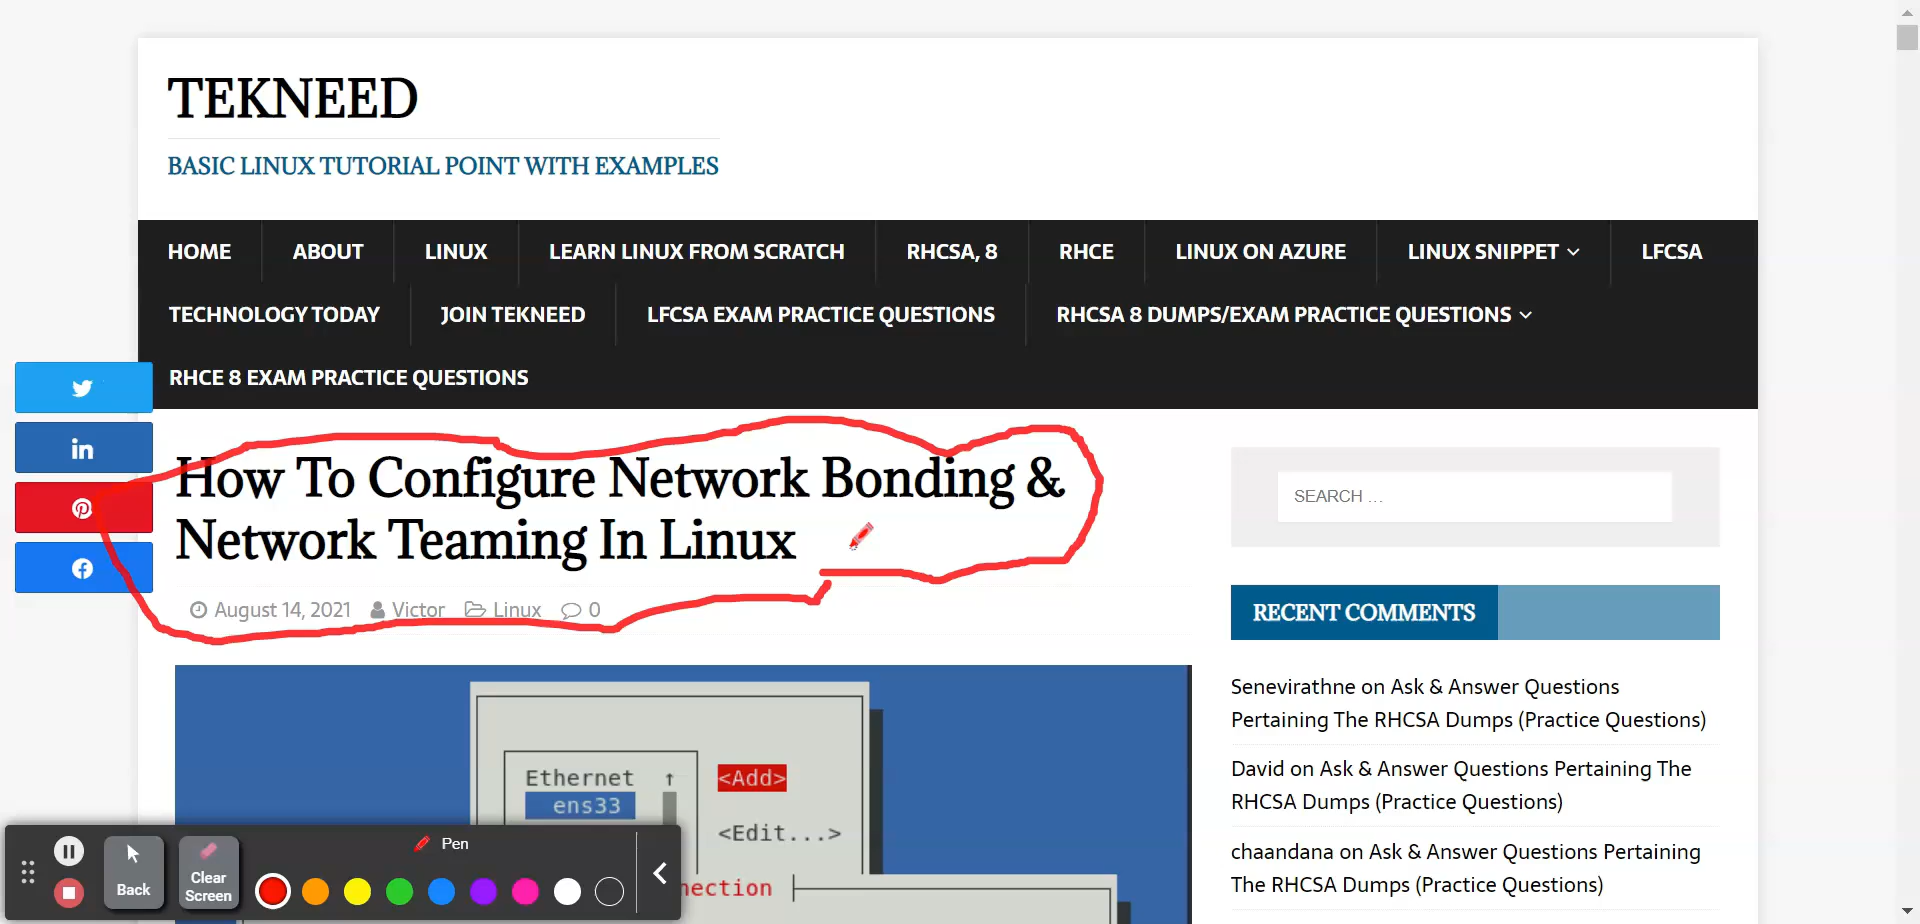 TEKNEED
BASIC LINUX TUTORIAL POINT WITH EXAMPLES
HOME ABOUT LINUX LEARN LINUX FROM SCRATCH RHCSA, 8 RHCE LINUX ON AZURE LINUX SNIPPET LFCSA
TECHNOLOGY TODAY JOIN TEKNEED LFCSA EXAM PRACTICE QUESTIONS RHCSA 8 DUMPS/EXAM PRACTICE QUESTIONS
RHCE 8 EXAM PRACTICE QUESTIONS
How To Configure Network Bonding &
Network Teaming In Linux
August 14, 2021 Victor Linux 0
Ethernet ↑ <Add>
ens33
<Edit...>
nection
SEARCH ...
RECENT COMMENTS
Senevirathne on Ask & Answer Questions
Pertaining The RHCSA Dumps (Practice Questions)
David on Ask & Answer Questions Pertaining The
RHCSA Dumps (Practice Questions)
chaandana on Ask & Answer Questions Pertaining
The RHCSA Dumps (Practice Questions)
Pen
Back
Clear
Screen